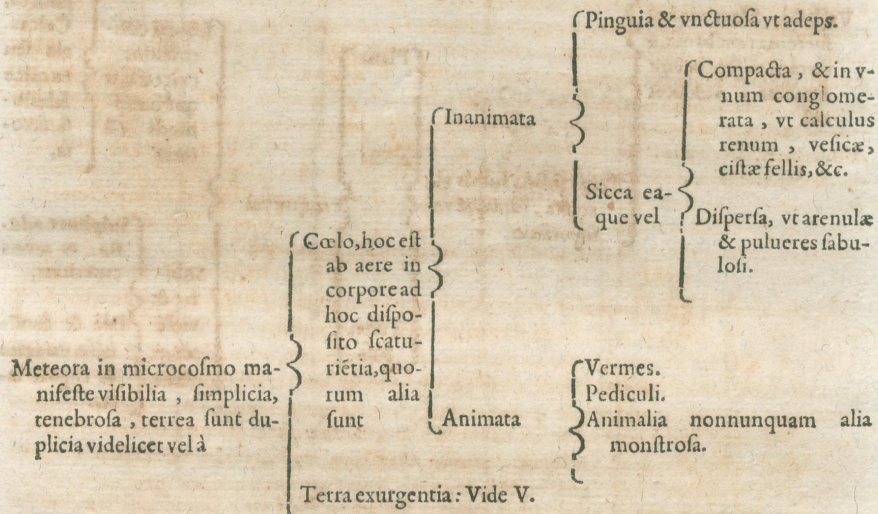 Pinguia & vnctuoſa vt adeps.
Compacta, & in v-
num conglome-
rata, vt calculus
renum, veſicæ,
ciſtæ fellis, &c.
Inanimata
Sicca ea-
que vel
Diſperſa, vt arenulæ
& pulueres ſabu-
loſi.
Cœlo, hoc eſt
ab aere in
corpore ad
hoc diſpo-
ſito ſcatu-
riẽtia, quo-
rum alia
ſunt
Meteora in microcoſmo ma-
nifeſte viſibilia, ſimplicia,
tenebroſa, terrea ſunt du-
plicia videlicet vel à
Animata
Vermes.
Pediculi.
Animalia nonnunquam alia
monſtroſa.
Terra exurgentia: Vide V.